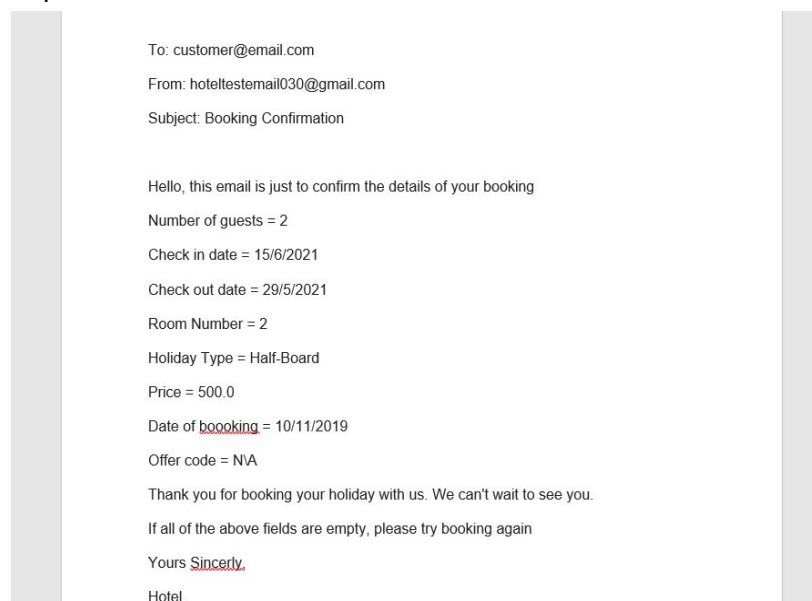 To: customer@email.com
From: hoteltestemail030@gmail.com
Subject: Booking Confirmation
Hello, this email is just to confirm the details of your booking
Number of guests = 2
Check in date = 15/6/2021
Check out date = 29/5/2021
Room Number = 2
Holiday Type = Half-Board
Price = 500.0
Date of boooking = 10/11/2019
Offer code = N\A
Thank you for booking your holiday with us. We can't wait to see you.
If all of the above fields are empty, please try booking again
Yours Sincerly,
Hotel